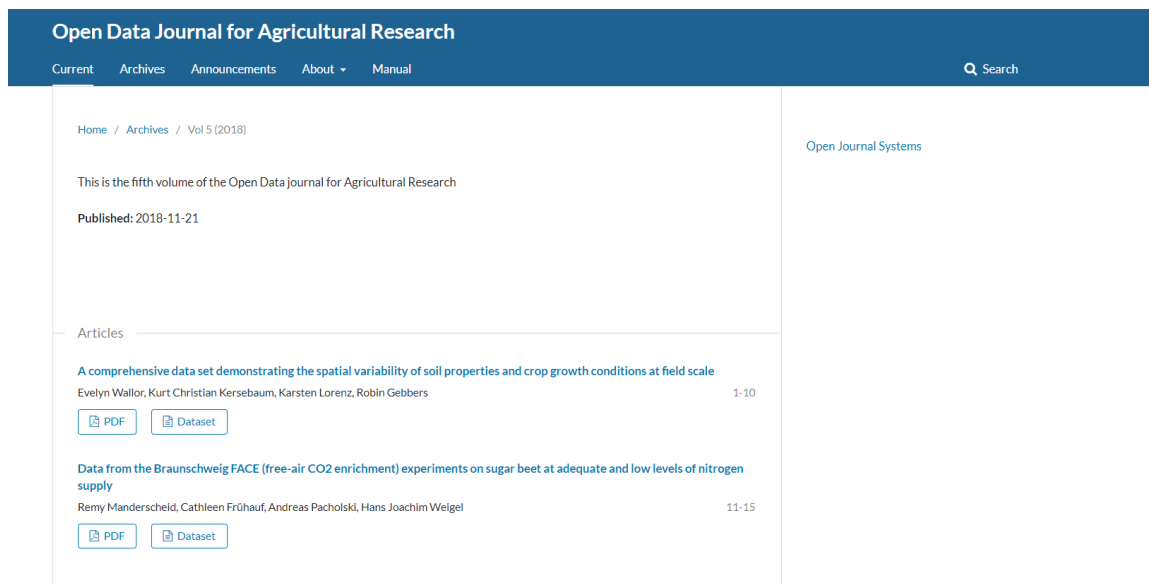 Open Data Journal for Agricultural Research
Current Archives Announcements About Manual Search
Home / Archives / Vol 5 (2018)
Open Journal Systems
This is the fifth volume of the Open Data journal for Agricultural Research
Published: 2018-11-21
Articles
A comprehensive data set demonstrating the spatial variability of soil properties and crop growth conditions at field scale
Evelyn Wallor, Kurt Christian Kersebaum, Karsten Lorenz, Robin Gebbers 1-10
PDF Dataset
Data from the Braunschweig FACE (free-air CO2 enrichment) experiments on sugar beet at adequate and low levels of nitrogen
supply
Remy Manderscheid, Cathleen Frühauf, Andreas Pacholski, Hans Joachim Weigel 11-15
PDF Dataset